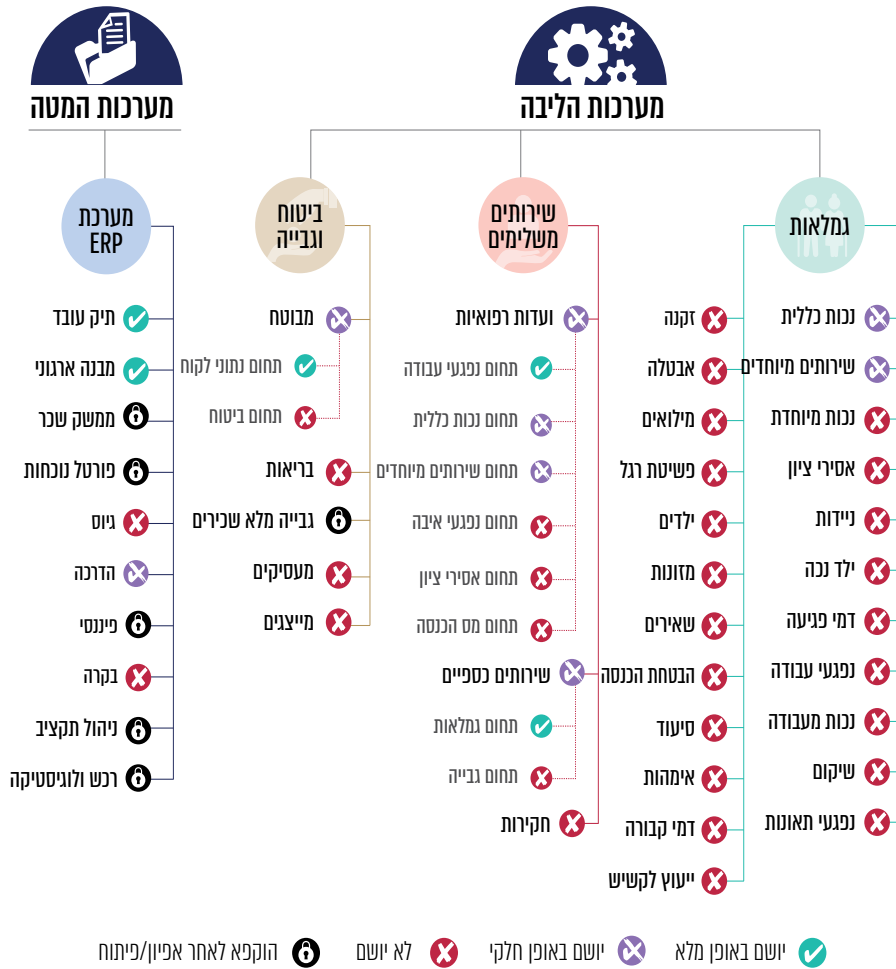 מערכות הליבה
מערכות המטה
גמלאות
שירותים
משלימים
ביטוח
וגבייה
מערכת
ERP
נכות כללית
שירותים מיוחדים
נכות מיוחדת
אסירי ציון
ניידות
ילד נכה
דמי פגיעה
נפגעי עבודה
נכות מעבודה
שיקום
נפגעי תאונות
זקנה
אבטלה
מילואים
פשיטת רגל
ילדים
מזונות
שאירים
הבטחת הכנסה
סיעוד
אימהות
דמי קבורה
ייעוץ לקשיש
ועדות רפואיות
תחום נפגעי עבודה
תחום נכות כללית
תחום שירותים מיוחדים
תחום נפגעי איבה
תחום אסירי ציון
תחום מס הכנסה
שירותים כספיים
תחום גמלאות
תחום גבייה
חקירות
מבוטח
תחום נתוני לקוח
תחום ביטוח
בריאות
גבייה מלא שכירים
מעסיקים
מייצגים
תיק עובד
מבנה ארגוני
ממשק שכר
פורטל נוכחות
גיוס
הדרכה
פיננסי
בקרה
ניהול תקציב
רכש ולוגיסטיקה
יושם באופן מלא
יושם באופן חלקי
לא יושם
הוקפא לאחר אפיון/פיתוח